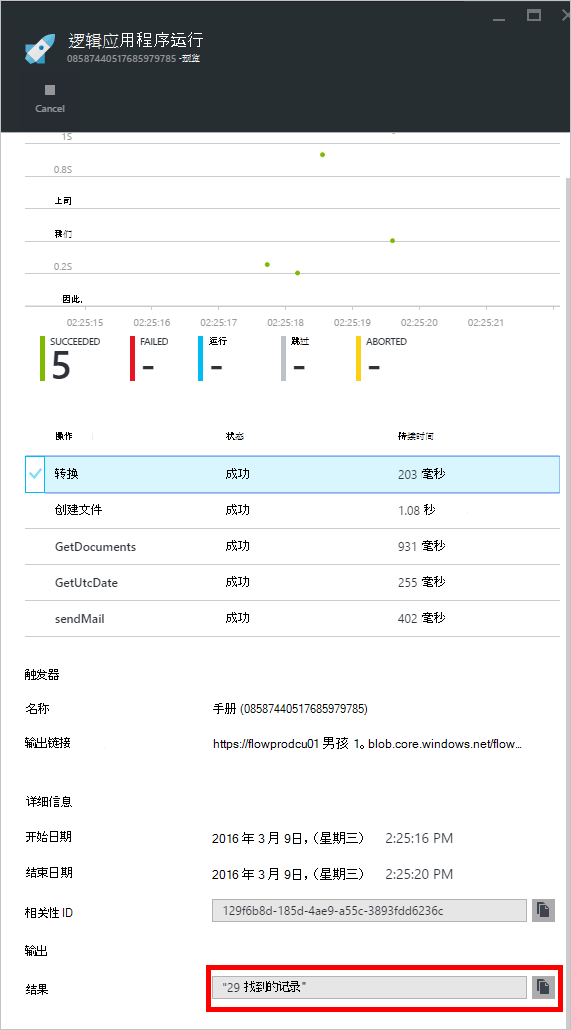 逻辑应用程序运行
08587440517685979785 -预览
Cancel
1S
0.8S
上司
我们
0.2S
因此,
02:25:15 02:25:16 02:25:17 02:25:18 02:25:19 02:25:20 02:25:21
SUCCEEDED FAILED 运行 跳过 ABORTED
5 - - - -
操作 状态 持续时间
转换 成功 203 毫秒
创建文件 成功 1.08 秒
GetDocuments 成功 931 毫秒
GetUtcDate 成功 255 毫秒
sendMail 成功 402 毫秒
触发器
名称 手册 (08587440517685979785)
输出链接 https://flowprodcu01 男孩 1。blob.core.windows.net/flow...
详细信息
开始日期 2016 年 3 月 9日,（星期三） 2:25:16 PM
结束日期 2016 年 3 月 9日,（星期三） 2:25:20 PM
相关性 ID 129f6b8d-185d-4ae9-a55c-3893fdd6236c
输出
结果 "29 找到的记录"